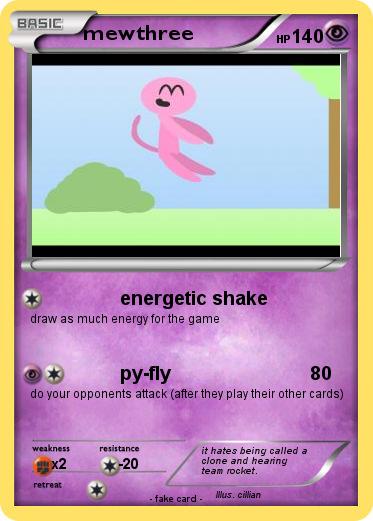 BASIC
mewthree
HP 140
energetic shake
draw as much energy for the game
py-fly 80
do your opponents attack (after they play their other cards)
weakness resistance
x2 -20
retreat
it hates being called a
clone and hearing
team rocket.
- fake card - Illus. cillian